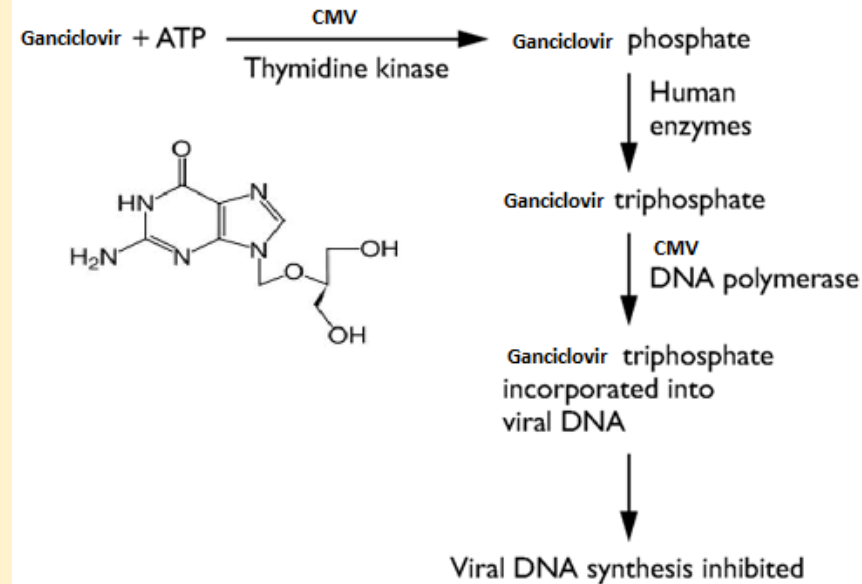 CMV
Ganciclovir + ATP
Thymidine kinase
Ganciclovir phosphate
Human
enzymes
Ganciclovir triphosphate
CMV
DNA polymerase
Ganciclovir triphosphate
incorporated into
viral DNA
Viral DNA synthesis inhibited
O
HN
N
H₂N
N
N
O
OH
OH